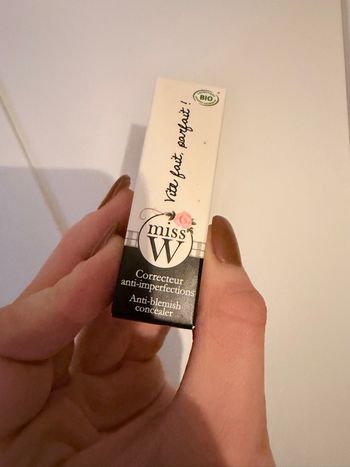 BIO
Vite fait, parfait !
miss
W
Correcteur
anti-imperfections
Anti-blemish
concealer